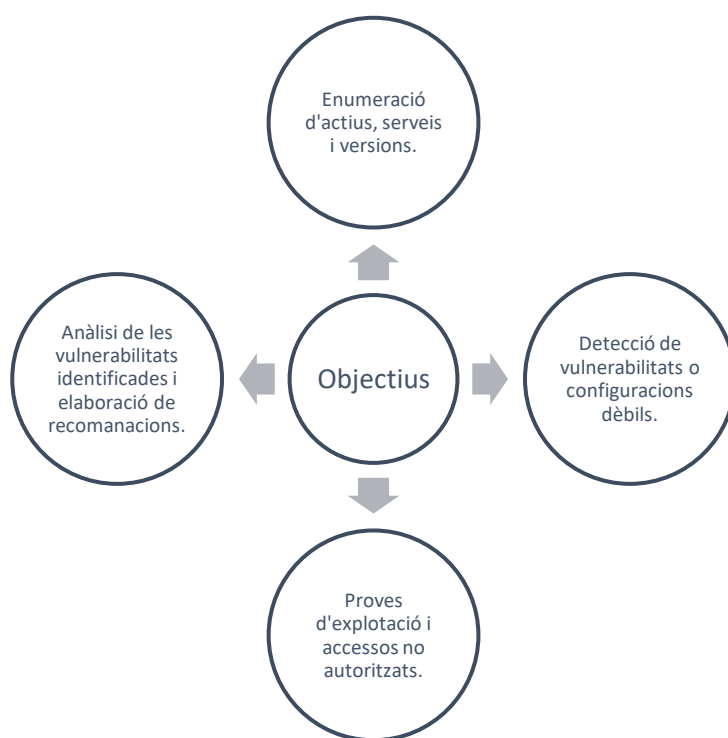 Enumeració
d'actius, serveis
i versions.
Anàlisi de les
vulnerabilitats
identificades i
elaboració de
recomanacions.
Objectius
Detecció de
vulnerabilitats o
configuracions
dèbils.
Proves
d'explotació i
accessos no
autoritzats.